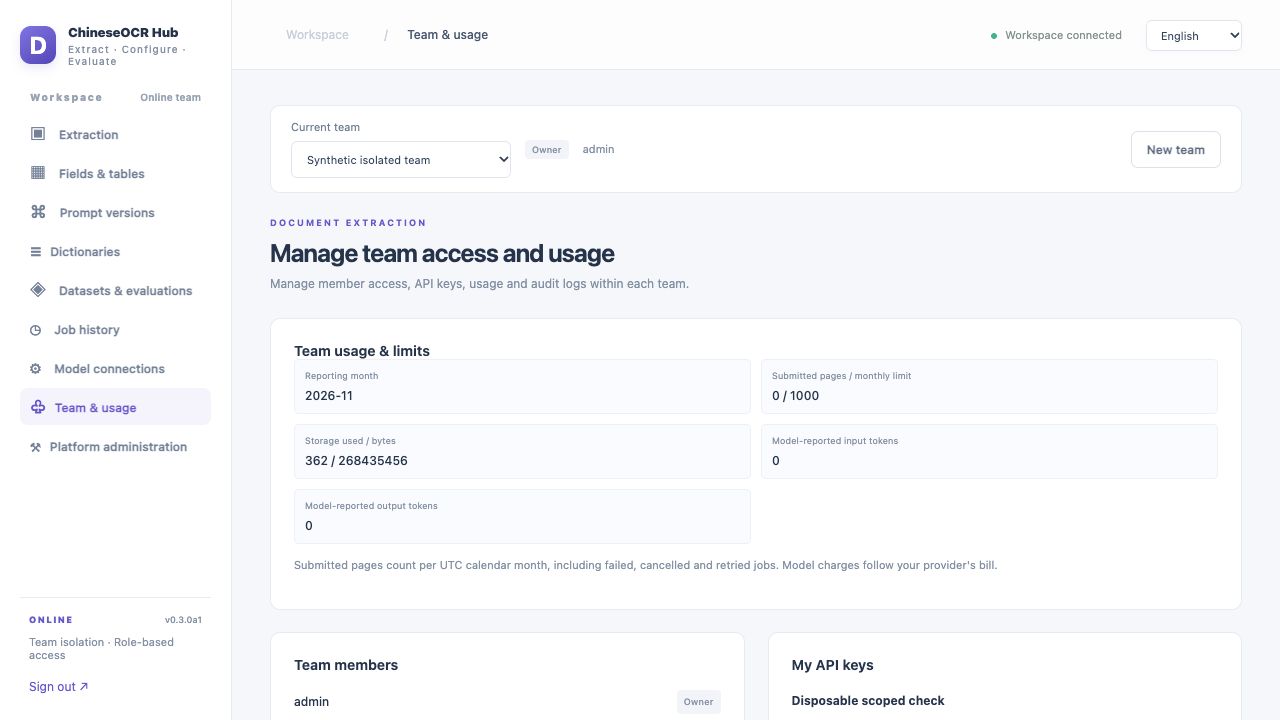 D
ChineseOCR Hub
Extract · Configure ·
Evaluate
Workspace
Online team
Extraction
Fields & tables
Prompt versions
Dictionaries
Datasets & evaluations
Job history
Model connections
Team & usage
Platform administration
ONLINE
v0.3.0a1
Team isolation · Role-based
access
Sign out ↗
Workspace / Team & usage
Workspace connected
English
Current team
Synthetic isolated team
Owner
admin
New team
DOCUMENT EXTRACTION
Manage team access and usage
Manage member access, API keys, usage and audit logs within each team.
Team usage & limits
Reporting month
2026-11
Submitted pages / monthly limit
0 / 1000
Storage used / bytes
362 / 268435456
Model-reported input tokens
0
Model-reported output tokens
0
Submitted pages count per UTC calendar month, including failed, cancelled and retried jobs. Model charges follow your provider's bill.
Team members
admin
Owner
My API keys
Disposable scoped check